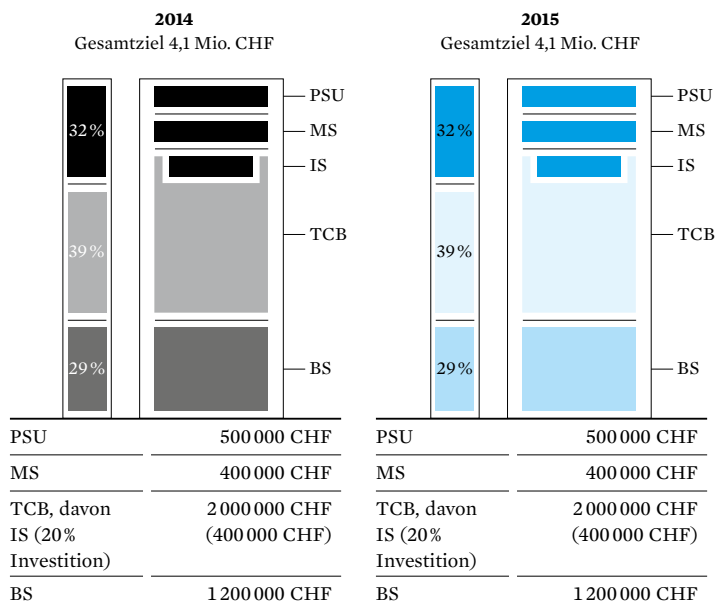 2014
Gesamtziel 4,1 Mio. CHF
32 %
39 %
29 %
PSU
MS
IS
TCB
BS
PSU 500 000 CHF
MS 400 000 CHF
TCB, davon 2 000 000 CHF
IS (20% (400 000 CHF)
Investition)
BS 1 200 000 CHF
2015
Gesamtziel 4,1 Mio. CHF
32 %
39 %
29 %
PSU
MS
IS
TCB
BS
PSU 500 000 CHF
MS 400 000 CHF
TCB, davon 2 000 000 CHF
IS (20% (400 000 CHF)
Investition)
BS 1 200 000 CHF